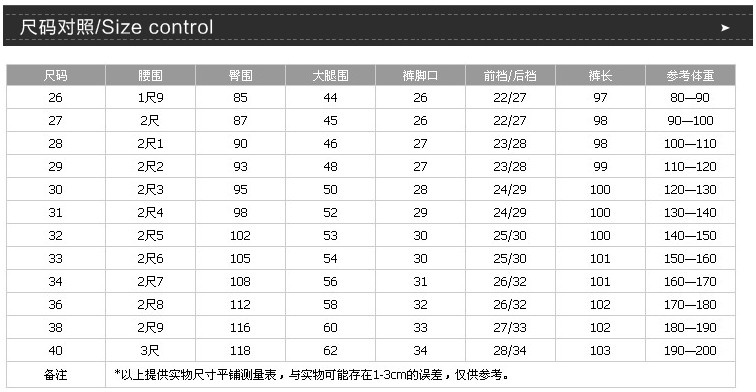 尺码对照/Size control
尺码 腰围 臀围 大腿围 裤脚口 前裆/后裆 裤长 参考体重
26 1尺9 85 44 26 22/27 97 80—90
27 2尺 87 45 26 22/27 98 90—100
28 2尺1 90 46 27 23/28 98 100—110
29 2尺2 93 48 27 23/28 99 110—120
30 2尺3 95 50 28 24/29 100 120—130
31 2尺4 98 52 29 24/29 100 130—140
32 2尺5 102 53 30 25/30 100 140—150
33 2尺6 105 54 30 25/30 101 150—160
34 2尺7 108 56 31 26/32 101 160—170
36 2尺8 112 58 32 26/32 102 170—180
38 2尺9 116 60 33 27/33 102 180—190
40 3尺 118 62 34 28/34 103 190—200
备注 *以上提供实物尺寸平铺测量表，与实物可能存在1-3cm的误差，仅供参考。